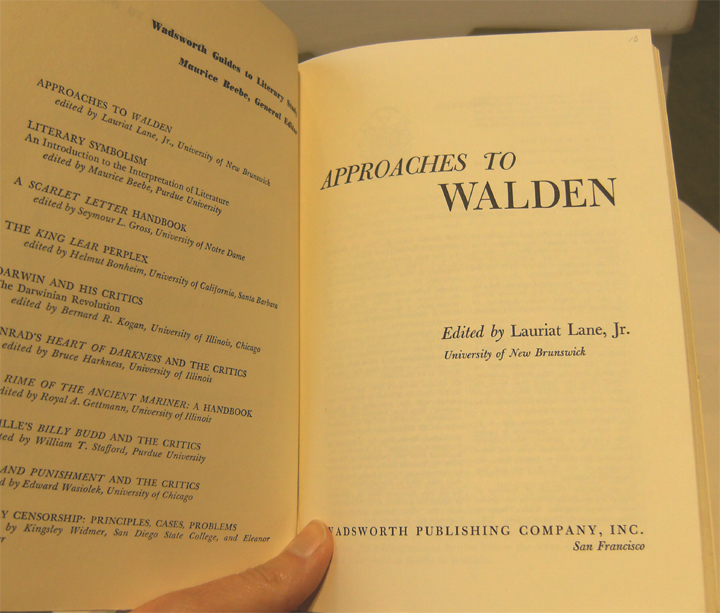 Wadsworth Guides to Literary Study
Maurice Beebe, General Editor
APPROACHES TO WALDEN
edited by Lauriat Lane, Jr., University of New Brunswick
LITERARY SYMBOLISM
An Introduction to the Interpretation of Literature
edited by Maurice Beebe, Purdue University
A SCARLET LETTER HANDBOOK
edited by Seymour L. Gross, University of Notre Dame
THE KING LEAR PERPLEX
edited by Helmut Bonheim, University of California, Santa Barbara
DARWIN AND HIS CRITICS
The Darwinian Revolution
edited by Bernard R. Kogan, University of Illinois, Chicago
NRAD'S HEART OF DARKNESS AND THE CRITICS
edited by Bruce Harkness, University of Illinois
RIME OF THE ANCIENT MARINER: A HANDBOOK
edited by Royal A. Gettmann, University of Illinois
ILLE'S BILLY BUDD AND THE CRITICS
ted by William T. Stafford, Purdue University
AND PUNISHMENT AND THE CRITICS
d by Edward Wasiolek, University of Chicago
Y CENSORSHIP: PRINCIPLES, CASES, PROBLEMS
by Kingsley Widmer, San Diego State College, and Eleanor
er
APPROACHES TO
WALDEN
Edited by Lauriat Lane, Jr.
University of New Brunswick
WADSWORTH PUBLISHING COMPANY, INC.
San Francisco